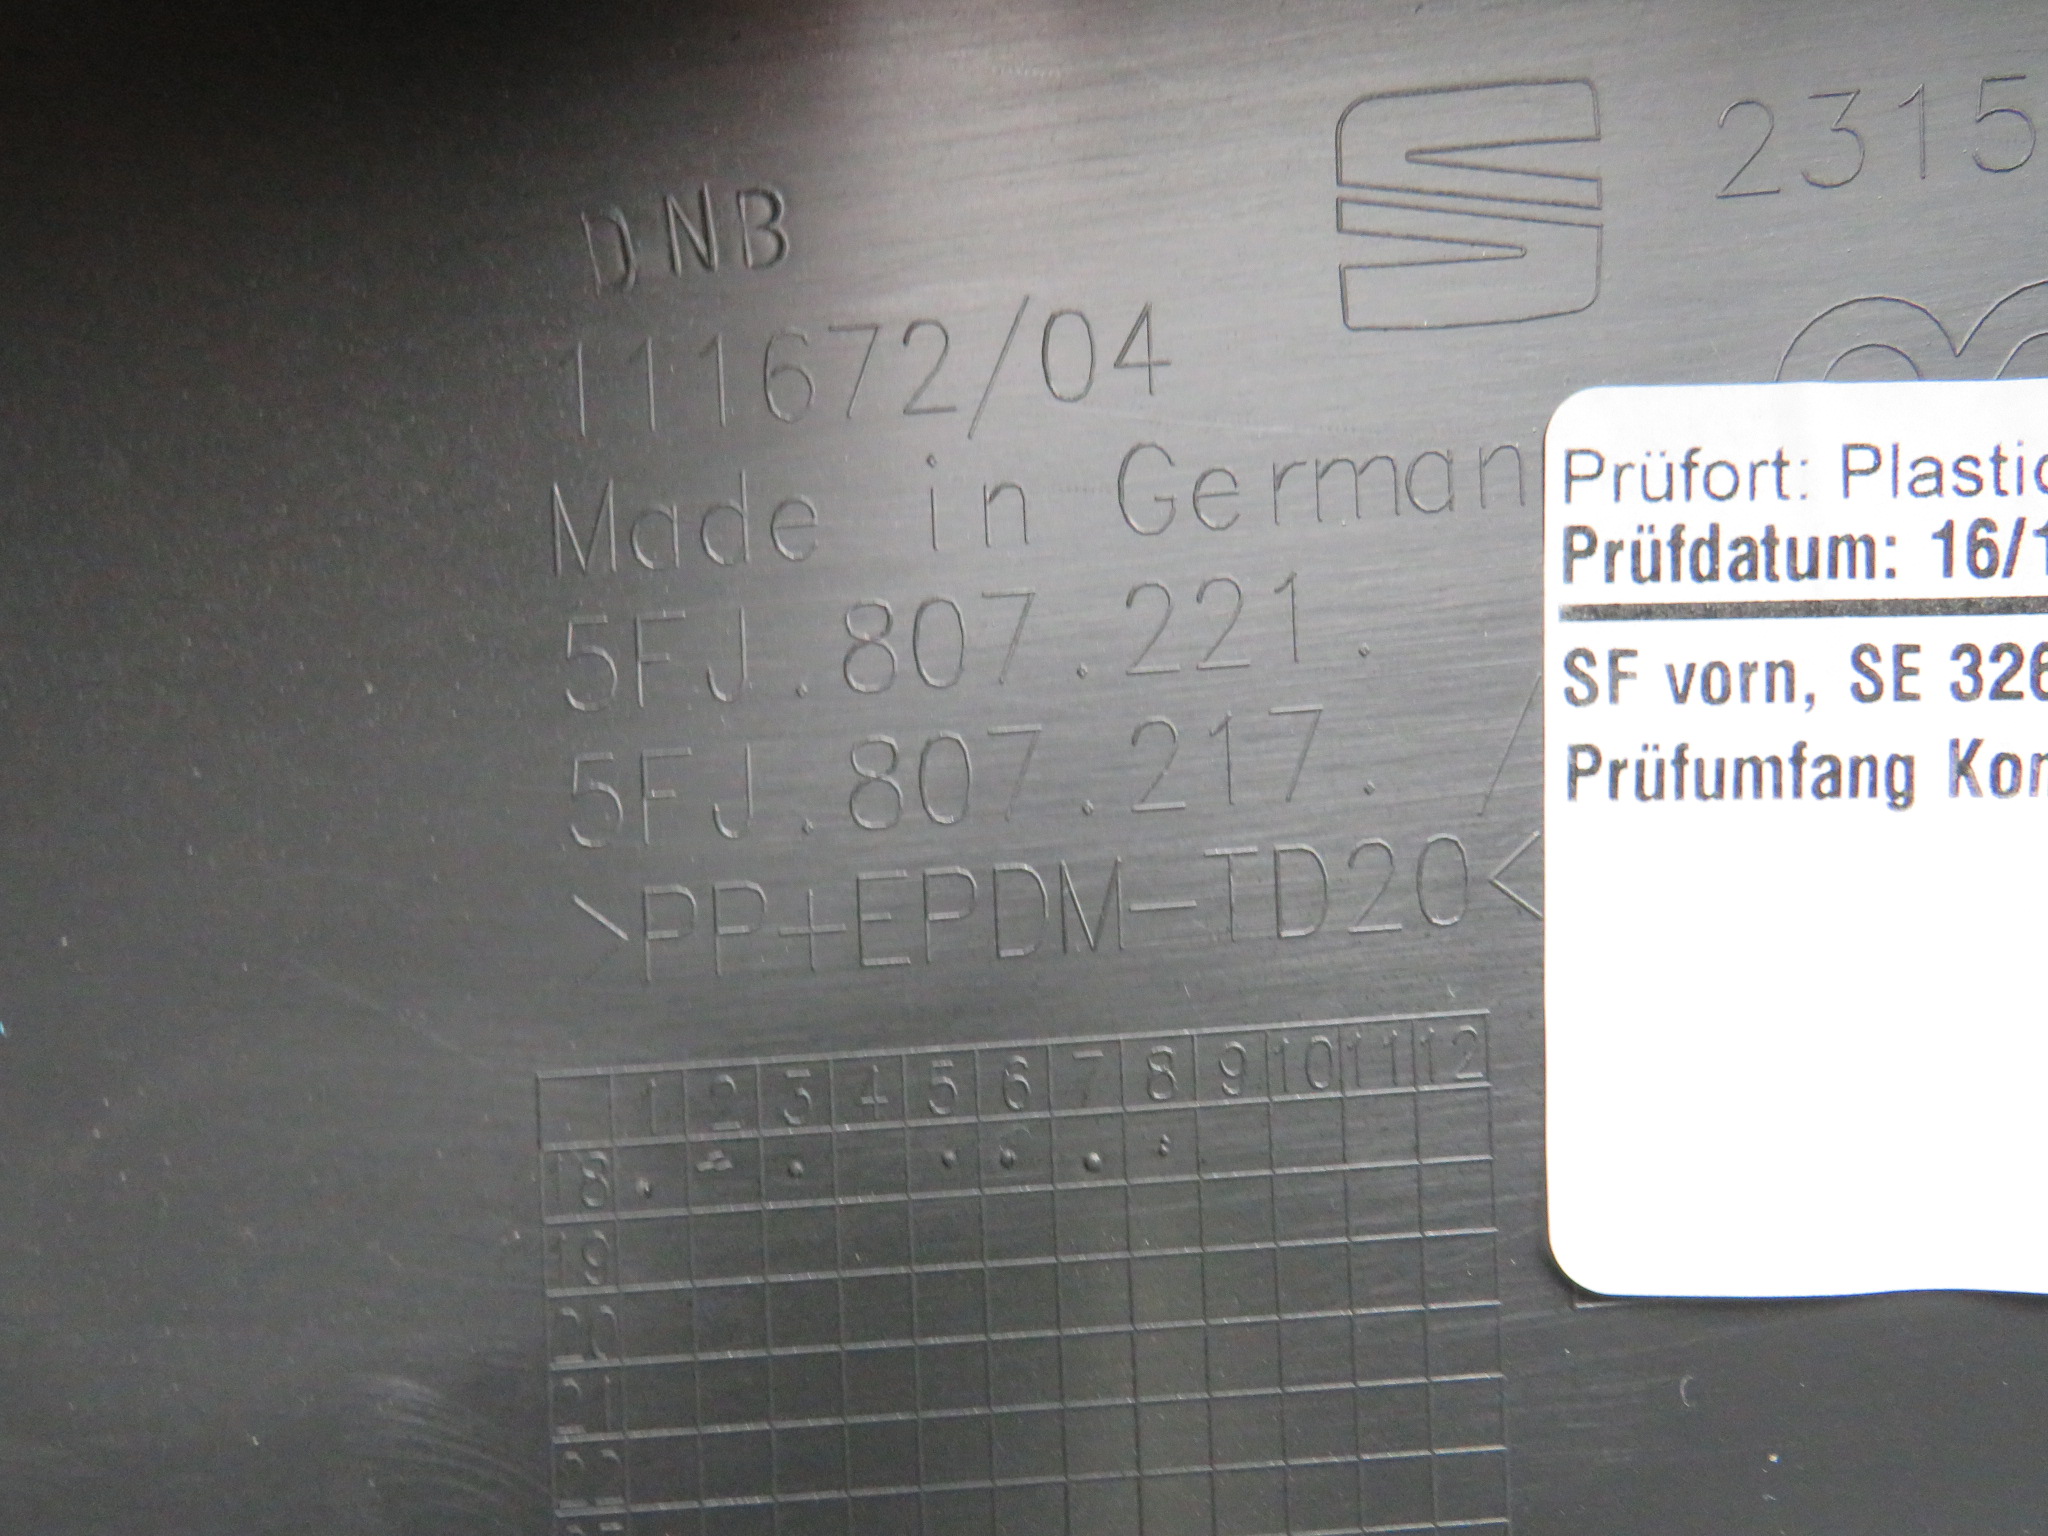 2315
DNB
111672/04
Made in German
5FJ.807.221.
5FJ.807.217. /
>PP+EPDM-TD20<
1 2 3 4 5 6 7 8 9 10 11 12
18
19
20
21
22
Prüfort: Plastic
Prüfdatum: 16/1
SF vorn, SE 326
Prüfumfang Kon